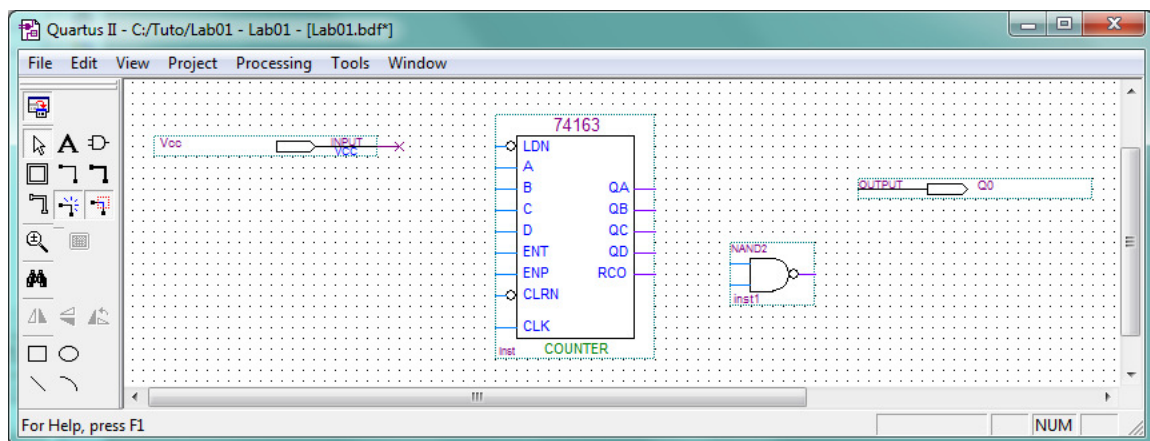 Quartus II - C:/Tuto/Lab01 - Lab01 - [Lab01.bdf*]
File Edit View Project Processing Tools Window
A
Vcc INPUT
VCC
74163
LDN
A
B QA
C QB
D QC
ENT QD
ENP RCO
CLRN
CLK
inst COUNTER
OUTPUT Q0
NAND2
inst1
For Help, press F1 NUM